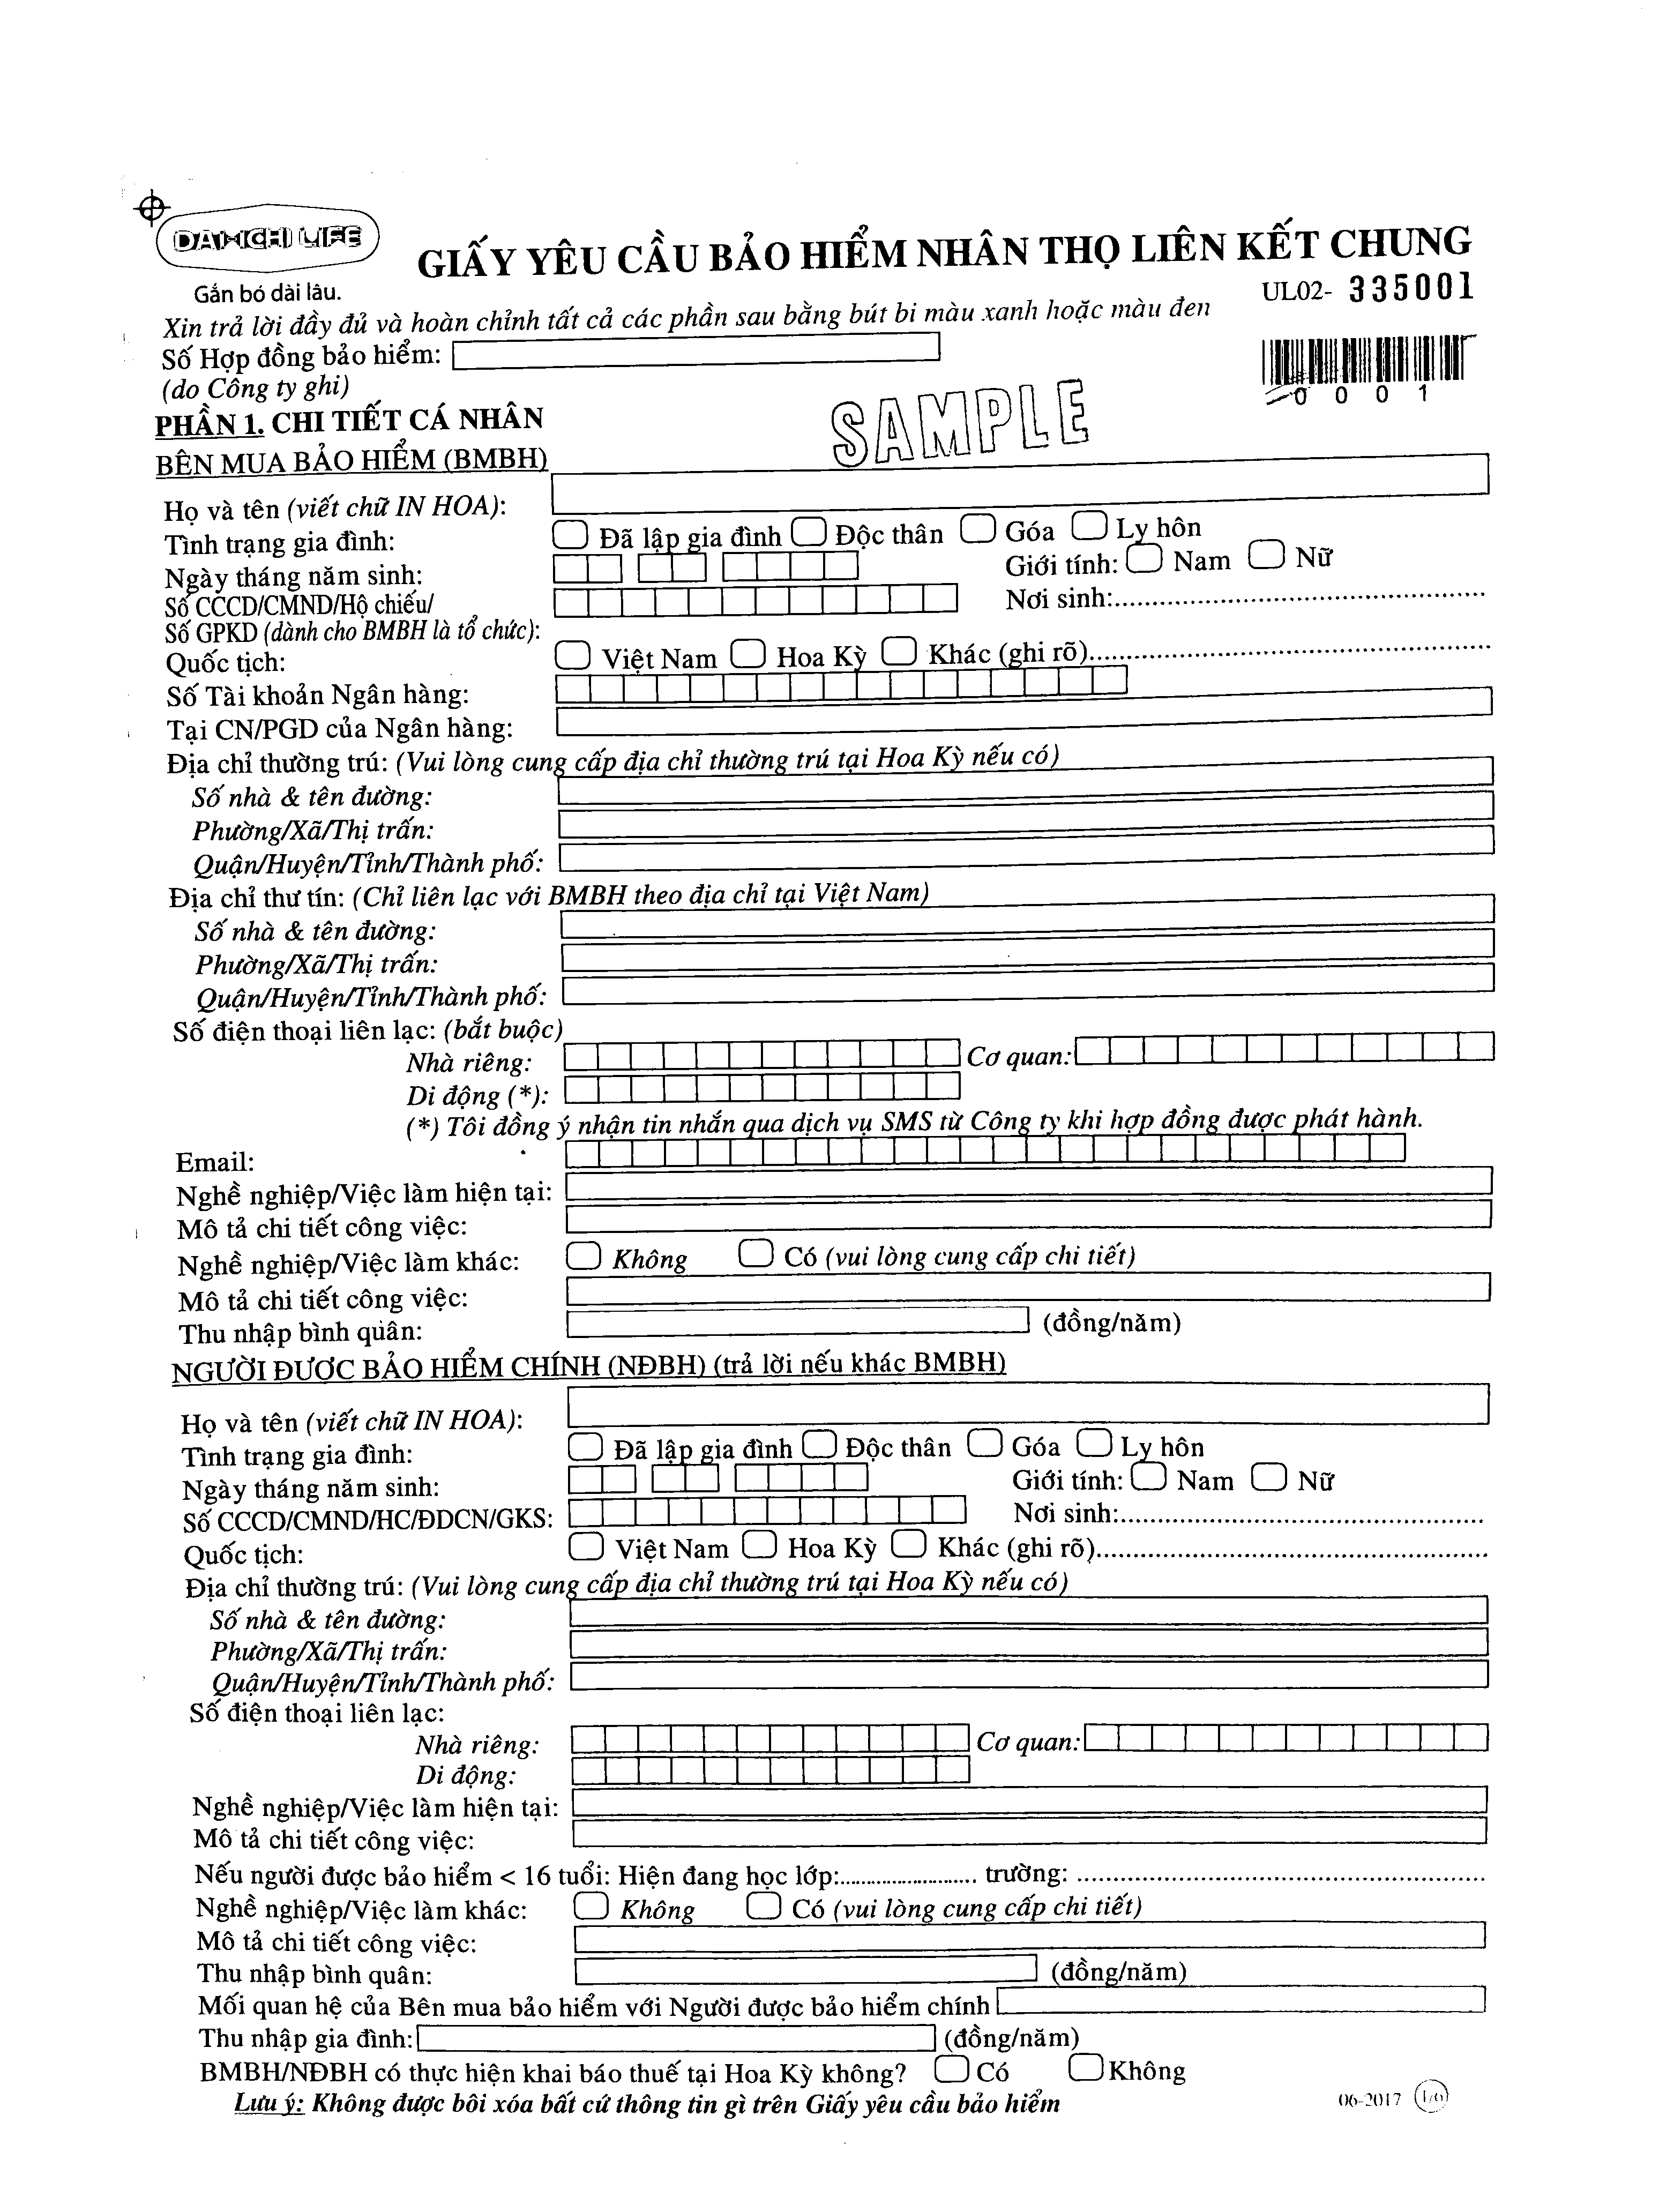 DAI-ICHI LIFE
GIẤY YÊU CẦU BẢO HIỂM NHÂN THỌ LIÊN KẾT CHUNG
Gắn bó dài lâu.
UL02- 335001
Xin trả lời đầy đủ và hoàn chỉnh tất cả các phần sau bằng bút bi màu xanh hoặc màu đen
Số Hợp đồng bảo hiểm:
(do Công ty ghi)
0 0 0 1
PHẦN 1. CHI TIẾT CÁ NHÂN
SAMPLE
BÊN MUA BẢO HIỂM (BMBH)
Họ và tên (viết chữ IN HOA):
Tình trạng gia đình: Đã lập gia đình Độc thân Góa Ly hôn
Ngày tháng năm sinh: Giới tính: Nam Nữ
Số CCCD/CMND/Hộ chiếu/ Nơi sinh:
Số GPKD (dành cho BMBH là tổ chức):
Quốc tịch: Việt Nam Hoa Kỳ Khác (ghi rõ)
Số Tài khoản Ngân hàng:
Tại CN/PGD của Ngân hàng:
Địa chỉ thường trú: (Vui lòng cung cấp địa chỉ thường trú tại Hoa Kỳ nếu có)
Số nhà & tên đường:
Phường/Xã/Thị trấn:
Quận/Huyện/Tỉnh/Thành phố:
Địa chỉ thư tín: (Chỉ liên lạc với BMBH theo địa chỉ tại Việt Nam)
Số nhà & tên đường:
Phường/Xã/Thị trấn:
Quận/Huyện/Tỉnh/Thành phố:
Số điện thoại liên lạc: (bắt buộc)
Nhà riêng: Cơ quan:
Di động (*):
(*) Tôi đồng ý nhận tin nhắn qua dịch vụ SMS từ Công ty khi hợp đồng được phát hành.
Email:
Nghề nghiệp/Việc làm hiện tại:
Mô tả chi tiết công việc:
Nghề nghiệp/Việc làm khác: Không Có (vui lòng cung cấp chi tiết)
Mô tả chi tiết công việc:
Thu nhập bình quân: (đồng/năm)
NGƯỜI ĐƯỢC BẢO HIỂM CHÍNH (NĐBH) (trả lời nếu khác BMBH)
Họ và tên (viết chữ IN HOA):
Tình trạng gia đình: Đã lập gia đình Độc thân Góa Ly hôn
Ngày tháng năm sinh: Giới tính: Nam Nữ
Số CCCD/CMND/HC/ĐDCN/GKS: Nơi sinh:
Quốc tịch: Việt Nam Hoa Kỳ Khác (ghi rõ)
Địa chỉ thường trú: (Vui lòng cung cấp địa chỉ thường trú tại Hoa Kỳ nếu có)
Số nhà & tên đường:
Phường/Xã/Thị trấn:
Quận/Huyện/Tỉnh/Thành phố:
Số điện thoại liên lạc:
Nhà riêng: Cơ quan:
Di động:
Nghề nghiệp/Việc làm hiện tại:
Mô tả chi tiết công việc:
Nếu người được bảo hiểm < 16 tuổi: Hiện đang học lớp: trường:
Nghề nghiệp/Việc làm khác: Không Có (vui lòng cung cấp chi tiết)
Mô tả chi tiết công việc:
Thu nhập bình quân: (đồng/năm)
Mối quan hệ của Bên mua bảo hiểm với Người được bảo hiểm chính
Thu nhập gia đình: (đồng/năm)
BMBH/NĐBH có thực hiện khai báo thuế tại Hoa Kỳ không? Có Không
Lưu ý: Không được bôi xóa bất cứ thông tin gì trên Giấy yêu cầu bảo hiểm
06-2017 1/6